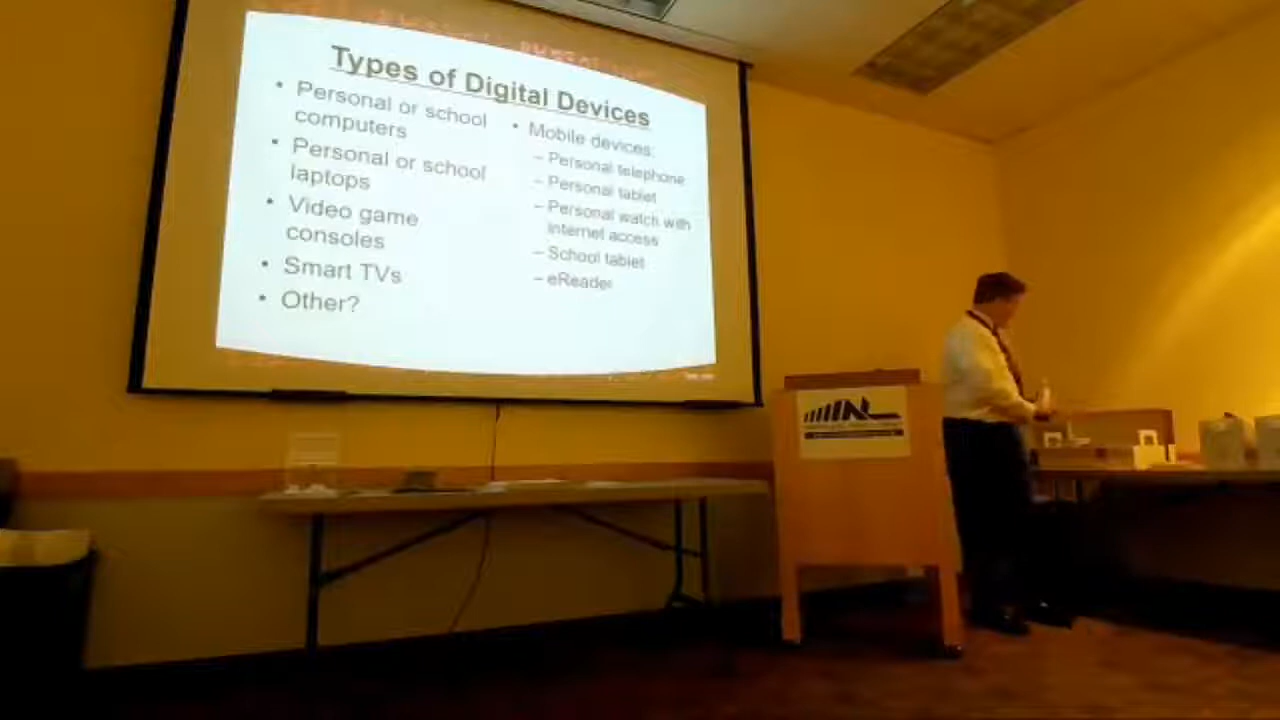 Types of Digital Devices
• Personal or school
computers
• Personal or school
laptops
• Video game
consoles
• Smart TVs
• Other?
• Mobile devices:
– Personal telephone
– Personal tablet
– Personal watch with
internet access
– School tablet
– eReader